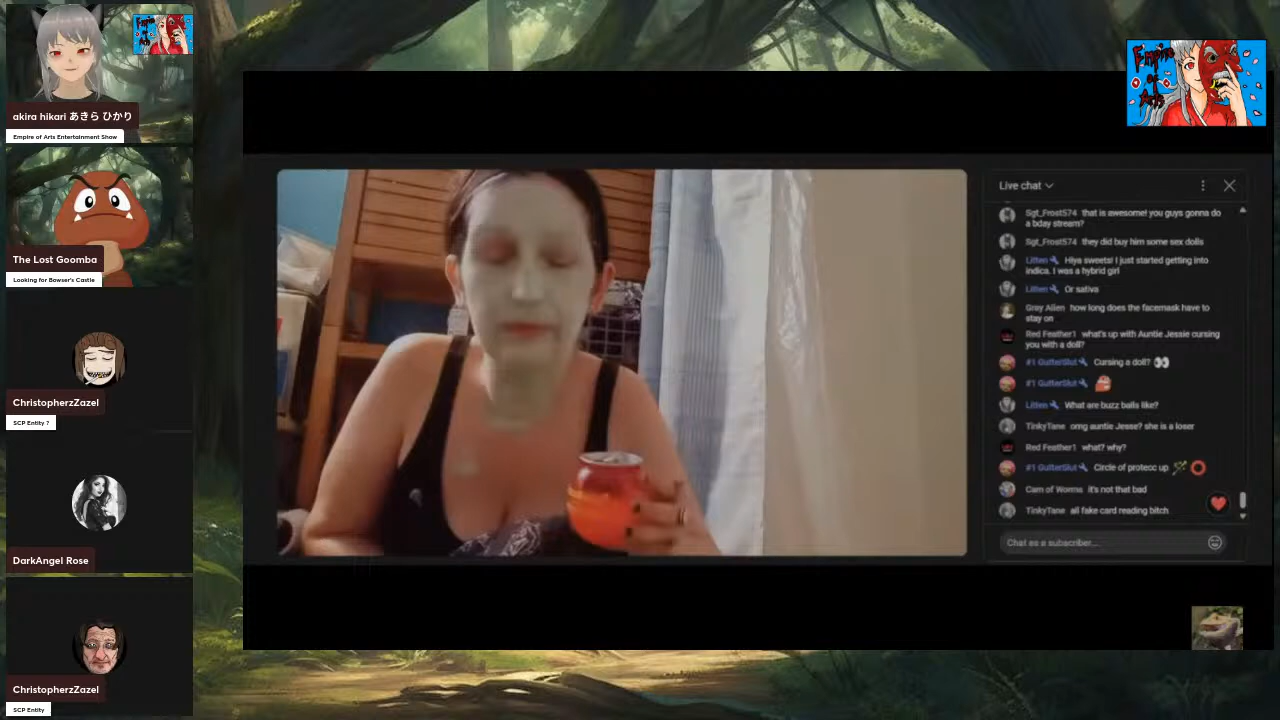 akira hikari あきら ひかり
Empire of Arts Entertainment Show
The Lost Goomba
Looking for Bowser's Castle
ChristopherzZazel
SCP Entity ?
DarkAngel Rose
ChristopherzZazel
SCP Entity
Empire
of
Arts
Live chat
Sgt_Frost574 that is awesome! you guys gonna do
a bday stream?
Sgt_Frost574 they did buy him some sex dolls
Litten Hiya sweets! I just started getting into
indica. I was a hybrid girl
Litten Or sativa
Gray Alien how long does the facemask have to
stay on
Red Feather1 what's up with Auntie Jessie cursing
you with a doll?
#1 GutterSlut Cursing a doll?
#1 GutterSlut
Litten What are buzz balls like?
TinkyTane omg auntie Jesse? she is a loser
Red Feather1 what? why?
#1 GutterSlut Circle of protecc up
Cam of Worms it's not that bad
TinkyTane all fake card reading bitch
Chat as a subscriber...